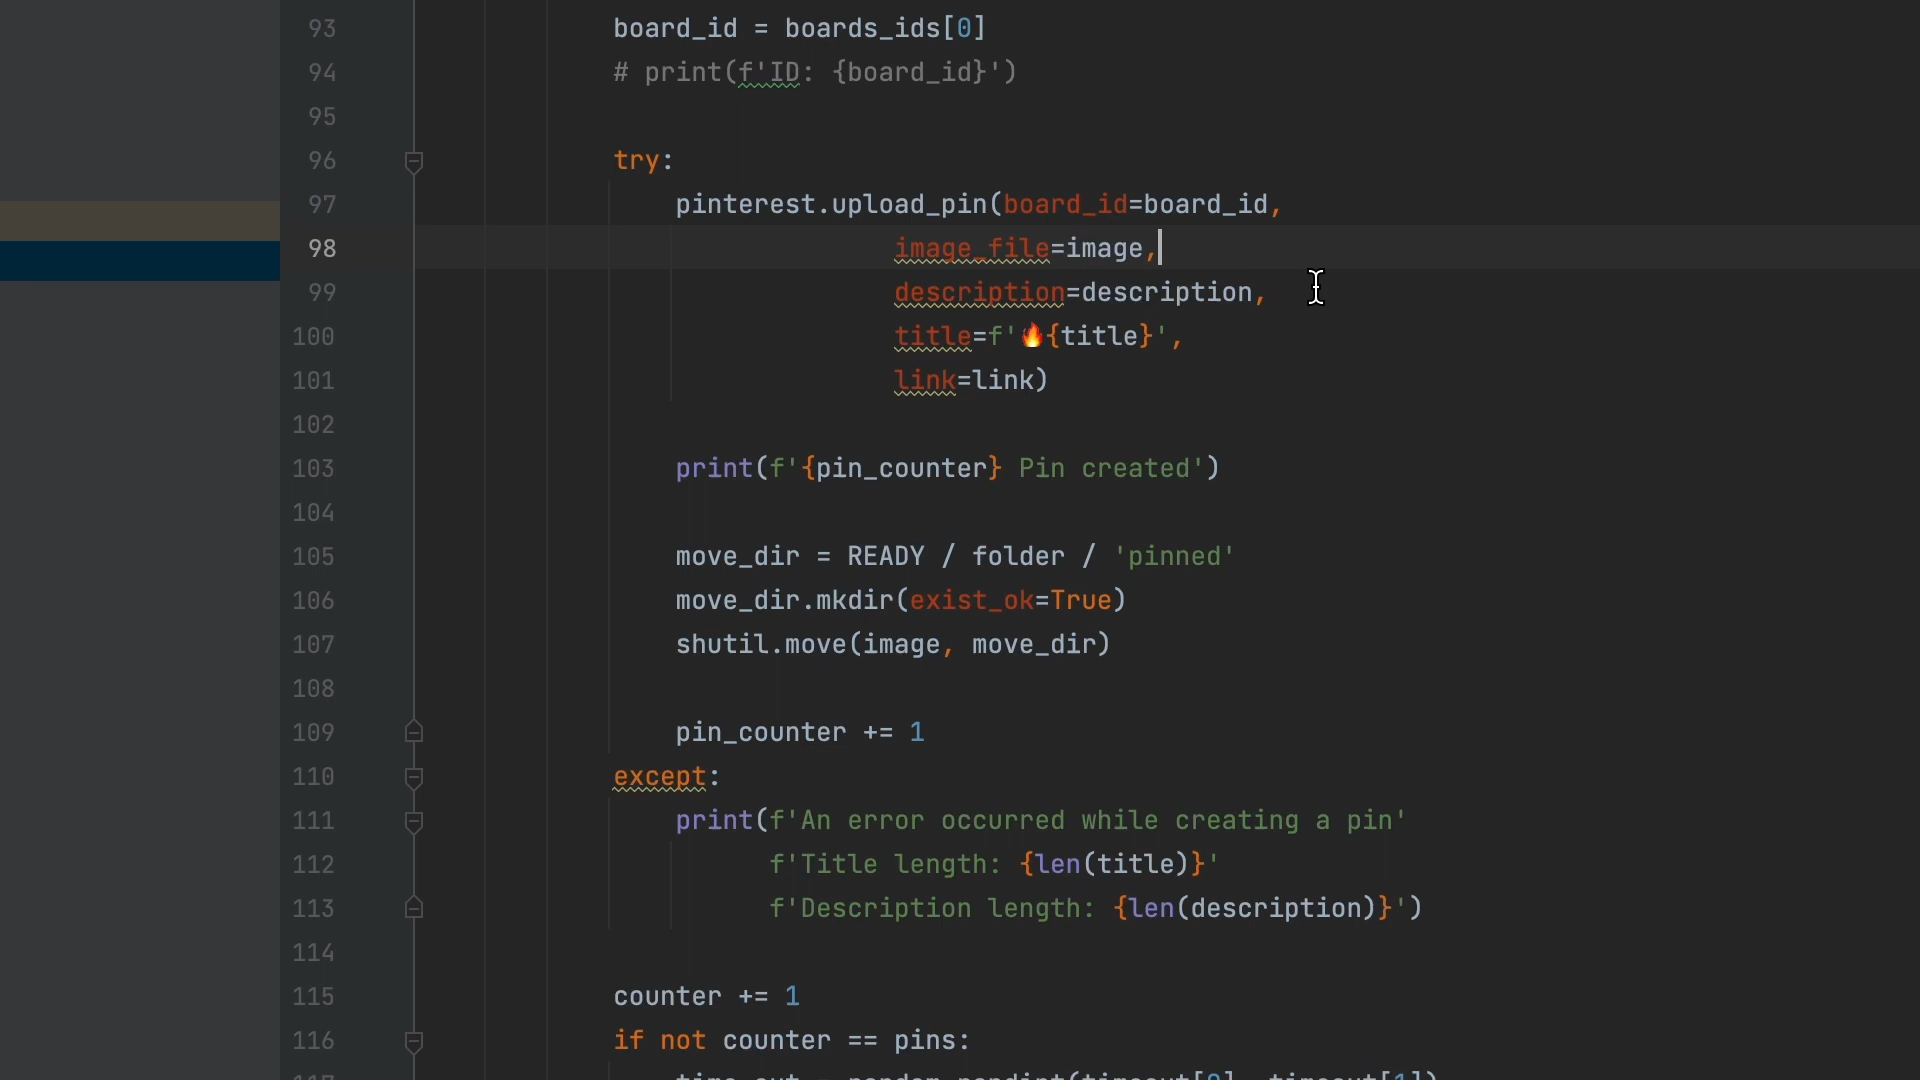 93 board_id = boards_ids[0]
94 # print(f'ID: {board_id}')
95
96 try:
97 pinterest.upload_pin(board_id=board_id,
98 image_file=image,
99 description=description,
100 title=f'🔥{title}',
101 link=link)
102
103 print(f'{pin_counter} Pin created')
104
105 move_dir = READY / folder / 'pinned'
106 move_dir.mkdir(exist_ok=True)
107 shutil.move(image, move_dir)
108
109 pin_counter += 1
110 except:
111 print(f'An error occurred while creating a pin'
112 f'Title length: {len(title)}'
113 f'Description length: {len(description)}')
114
115 counter += 1
116 if not counter == pins: